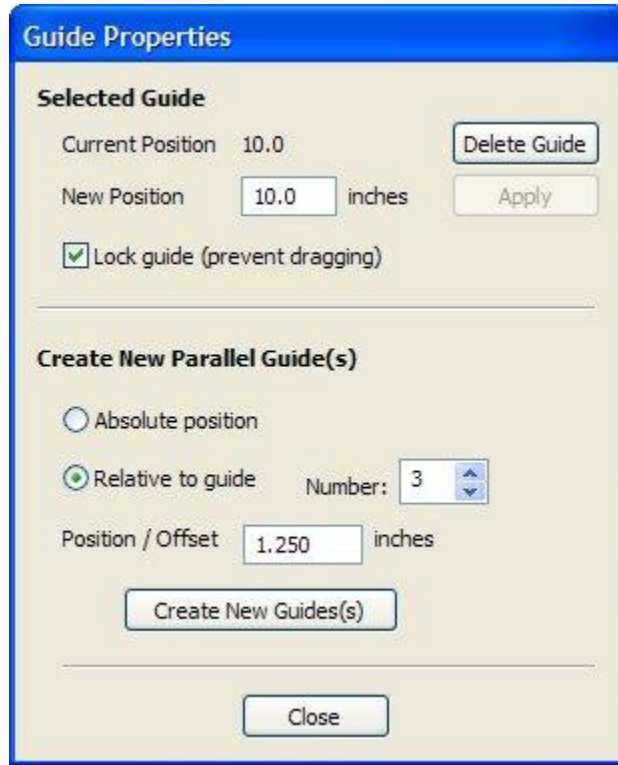 Guide Properties
Selected Guide
Current Position 10.0 Delete Guide
New Position 10.0 inches Apply
Lock guide (prevent dragging)
Create New Parallel Guide(s)
Absolute position
Relative to guide Number: 3
Position / Offset 1.250 inches
Create New Guides(s)
Close